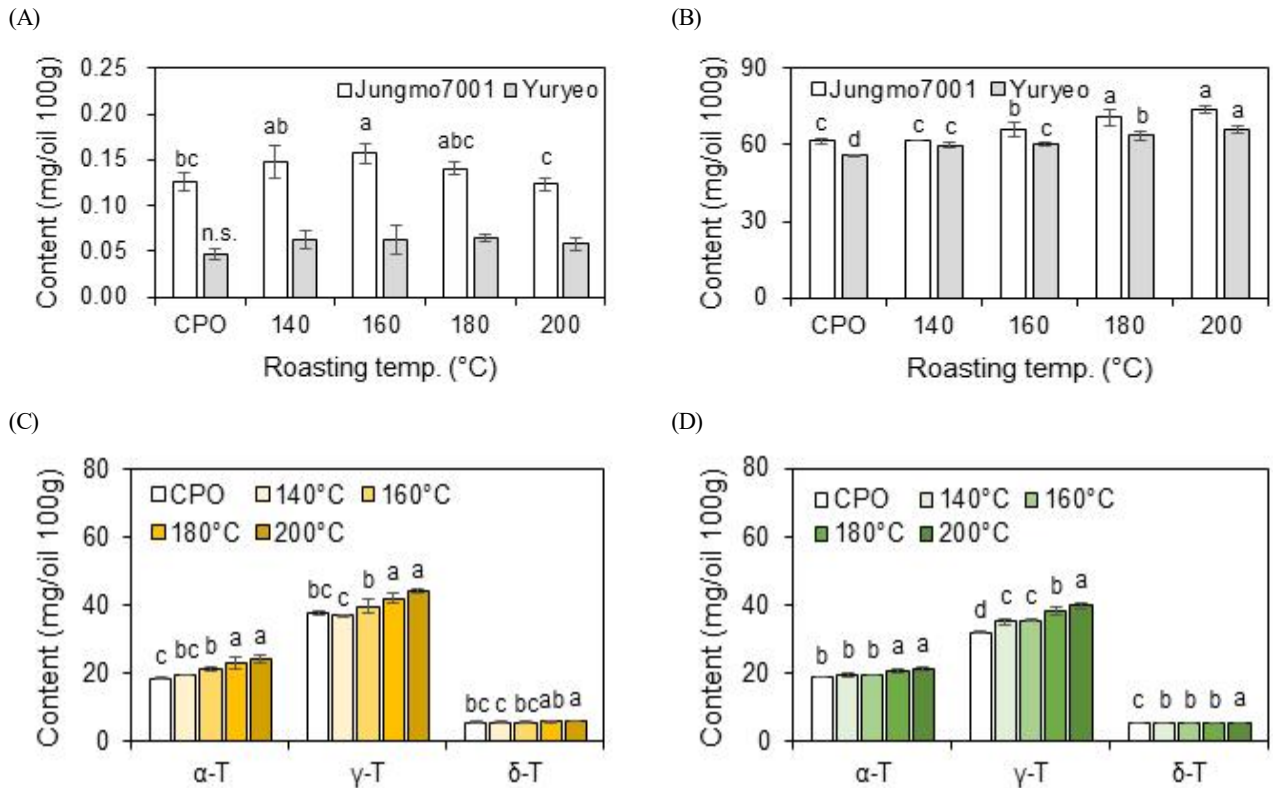 (A)
Content (mg/oil 100g)
0.25
0.20
0.15
0.10
0.05
0.00
Jungmo7001 Yuryeo
bc n.s. ab a abc c
CPO 140 160 180 200
Roasting temp. (°C)
(B)
Content (mg/oil 100g)
90
60
30
0
Jungmo7001 Yuryeo
c d c c b c a b a a
CPO 140 160 180 200
Roasting temp. (°C)
(C)
Content (mg/oil 100g)
80
60
40
20
0
CPO 140°C 160°C
180°C 200°C
c bc b a a bc c b a a bc c bc ab a
α-T γ-T δ-T
(D)
Content (mg/oil 100g)
80
60
40
20
0
CPO 140°C 160°C
180°C 200°C
b b b a a d c c b a c b b b a
α-T γ-T δ-T